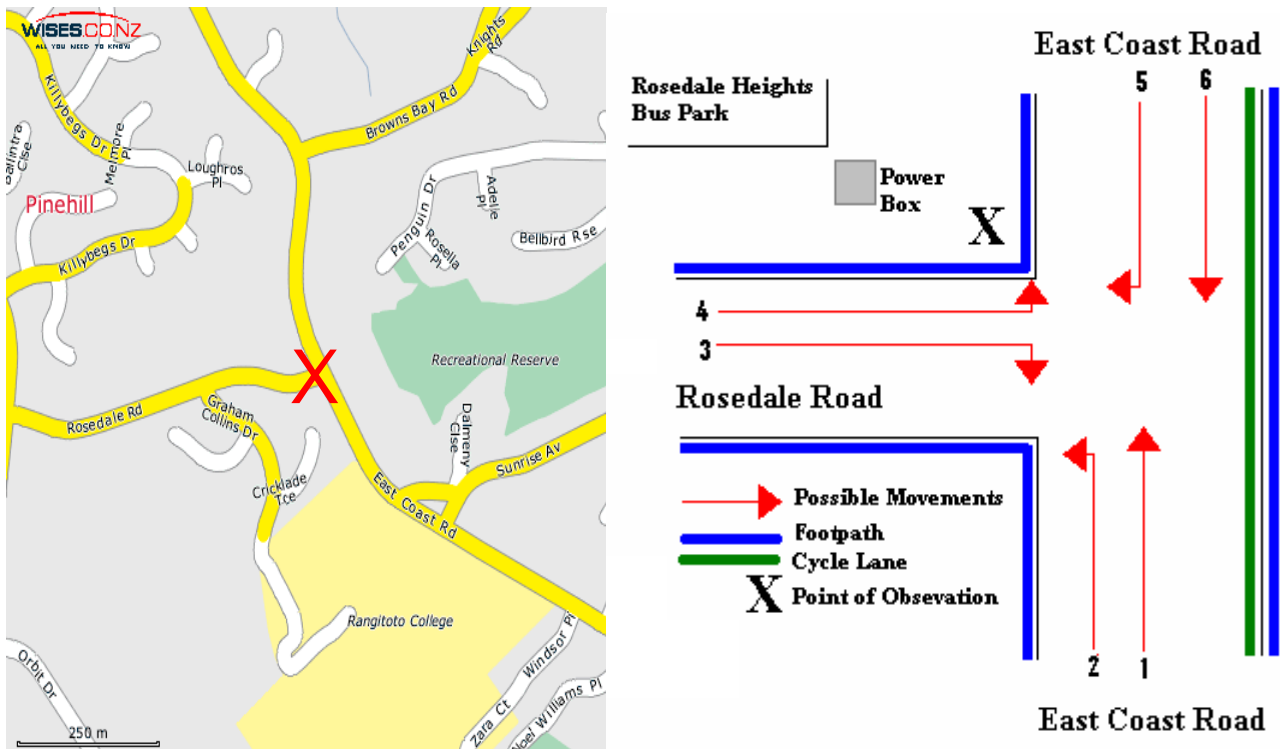 WISES.CO.NZ
ALL YOU NEED TO KNOW
Knights
Rd
Killybegs Dr
Browns Bay Rd
Ballintra
Clse
Melmore
Pl
Loughros
Pl
Pinehill
Penguin Dr
Adelle
Pl
Killybegs Dr
Rosella
Pl
Bellbird Rse
Recreational Reserve
X
Rosedale Rd
Graham
Collins Dr
Dalmeny
Clse
Sunrise Av
Cricklade
Tce
East Coast Rd
Rangitoto College
Windsor Pl
Orbit Dr
Zara Ct
Noel Williams Pl
250 m
East Coast Road
5 6
Rosedale Heights
Bus Park
Power
Box
X
4
3
Rosedale Road
Possible Movements
Footpath
Cycle Lane
X Point of Obsevation
2 1
East Coast Road